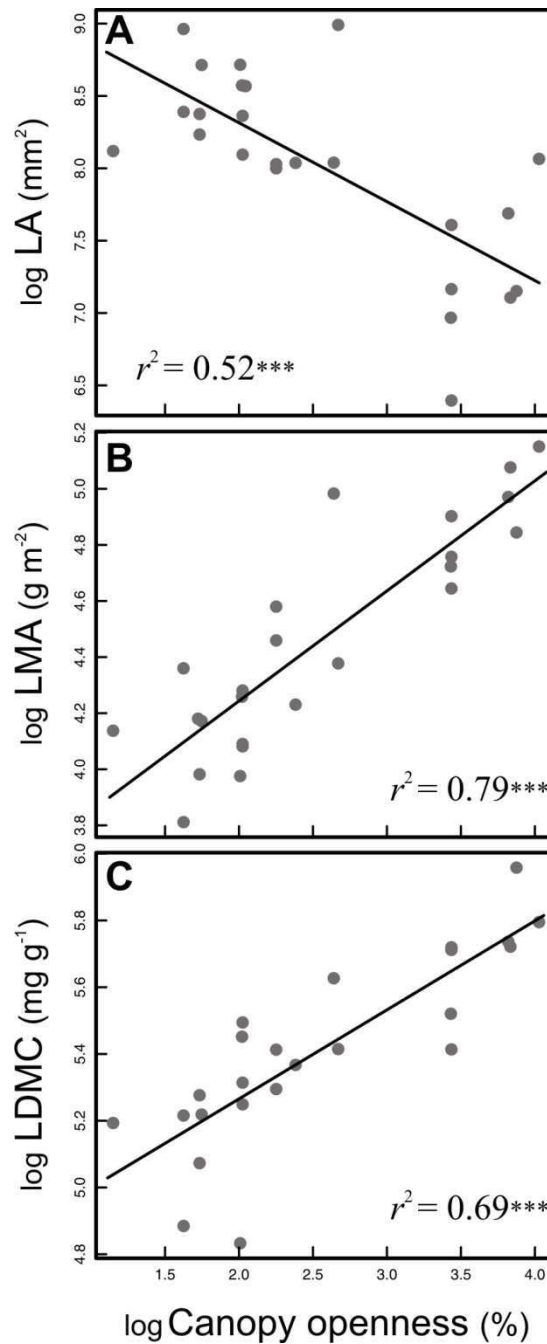 A
9.0
8.5
8.0
7.5
7.0
6.5
log LA (mm²)
r² = 0.52***
B
5.2
5.0
4.8
4.6
4.4
4.2
4.0
3.8
log LMA (g m⁻²)
r² = 0.79***
C
6.0
5.8
5.6
5.4
5.2
5.0
4.8
log LDMC (mg g⁻¹)
r² = 0.69***
1.5 2.0 2.5 3.0 3.5 4.0
log Canopy openness (%)